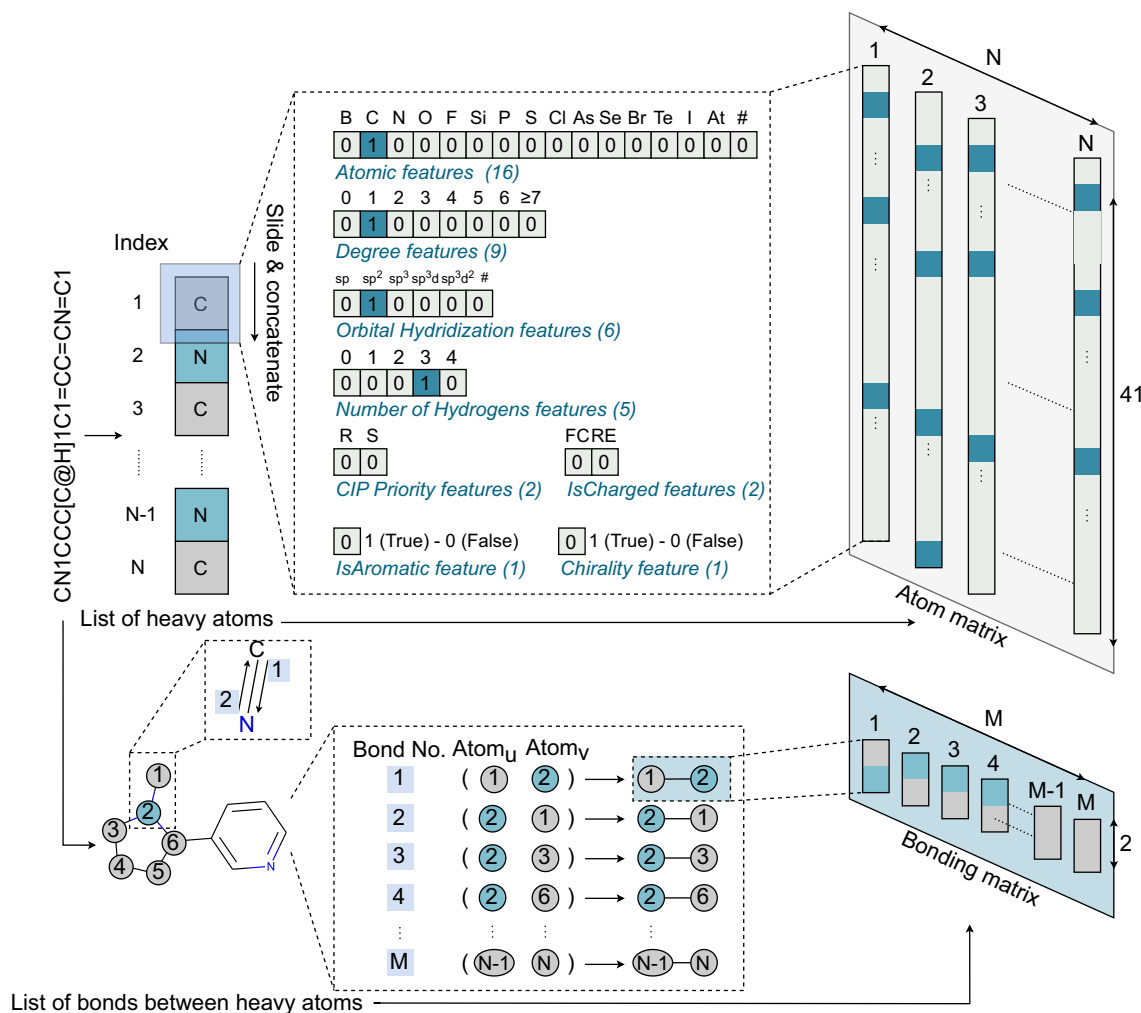 CN1CCC[C@H]1C1=CC=CN=C1
Index
1 C
2 N
3 C
N-1 N
N C
List of heavy atoms
Slide & concatenate
B C N O F Si P S Cl As Se Br Te I At #
0 1 0 0 0 0 0 0 0 0 0 0 0 0 0 0
Atomic features (16)
0 1 2 3 4 5 6 ≥7
0 1 0 0 0 0 0 0
Degree features (9)
sp sp² sp³ sp³d sp³d² #
0 1 0 0 0 0
Orbital Hydridization features (6)
0 1 2 3 4
0 0 0 1 0
Number of Hydrogens features (5)
R S
0 0
CIP Priority features (2)
FC RE
0 0
IsCharged features (2)
0 1 (True) - 0 (False)
IsAromatic feature (1)
0 1 (True) - 0 (False)
Chirality feature (1)
N
1 2 3 N
41
Atom matrix
C
1
2
N
1
2
3
6
4
5
N
Bond No. Atomᵤ Atomᵥ
1 ( 1 2 ) 1 2
2 ( 2 1 ) 2 1
3 ( 2 3 ) 2 3
4 ( 2 6 ) 2 6
M ( N-1 N ) N-1 N
M
1 2 3 4 M-1 M
2
Bonding matrix
List of bonds between heavy atoms